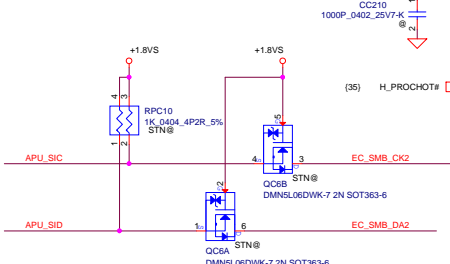 CC210
1000P_0402_25V7-K
@
1
2
+1.8VS
+1.8VS
{35} H_PROCHOT#
4
3
RPC10
1K_0404_4P2R_5%
STN@
1
2
5
APU_SIC
4
3
EC_SMB_CK2
STN@
QC6B
DMN5L06DWK-7 2N SOT363-6
2
APU_SID
1
6
EC_SMB_DA2
STN@
QC6A
DMN5L06DWK-7 2N SOT363-6